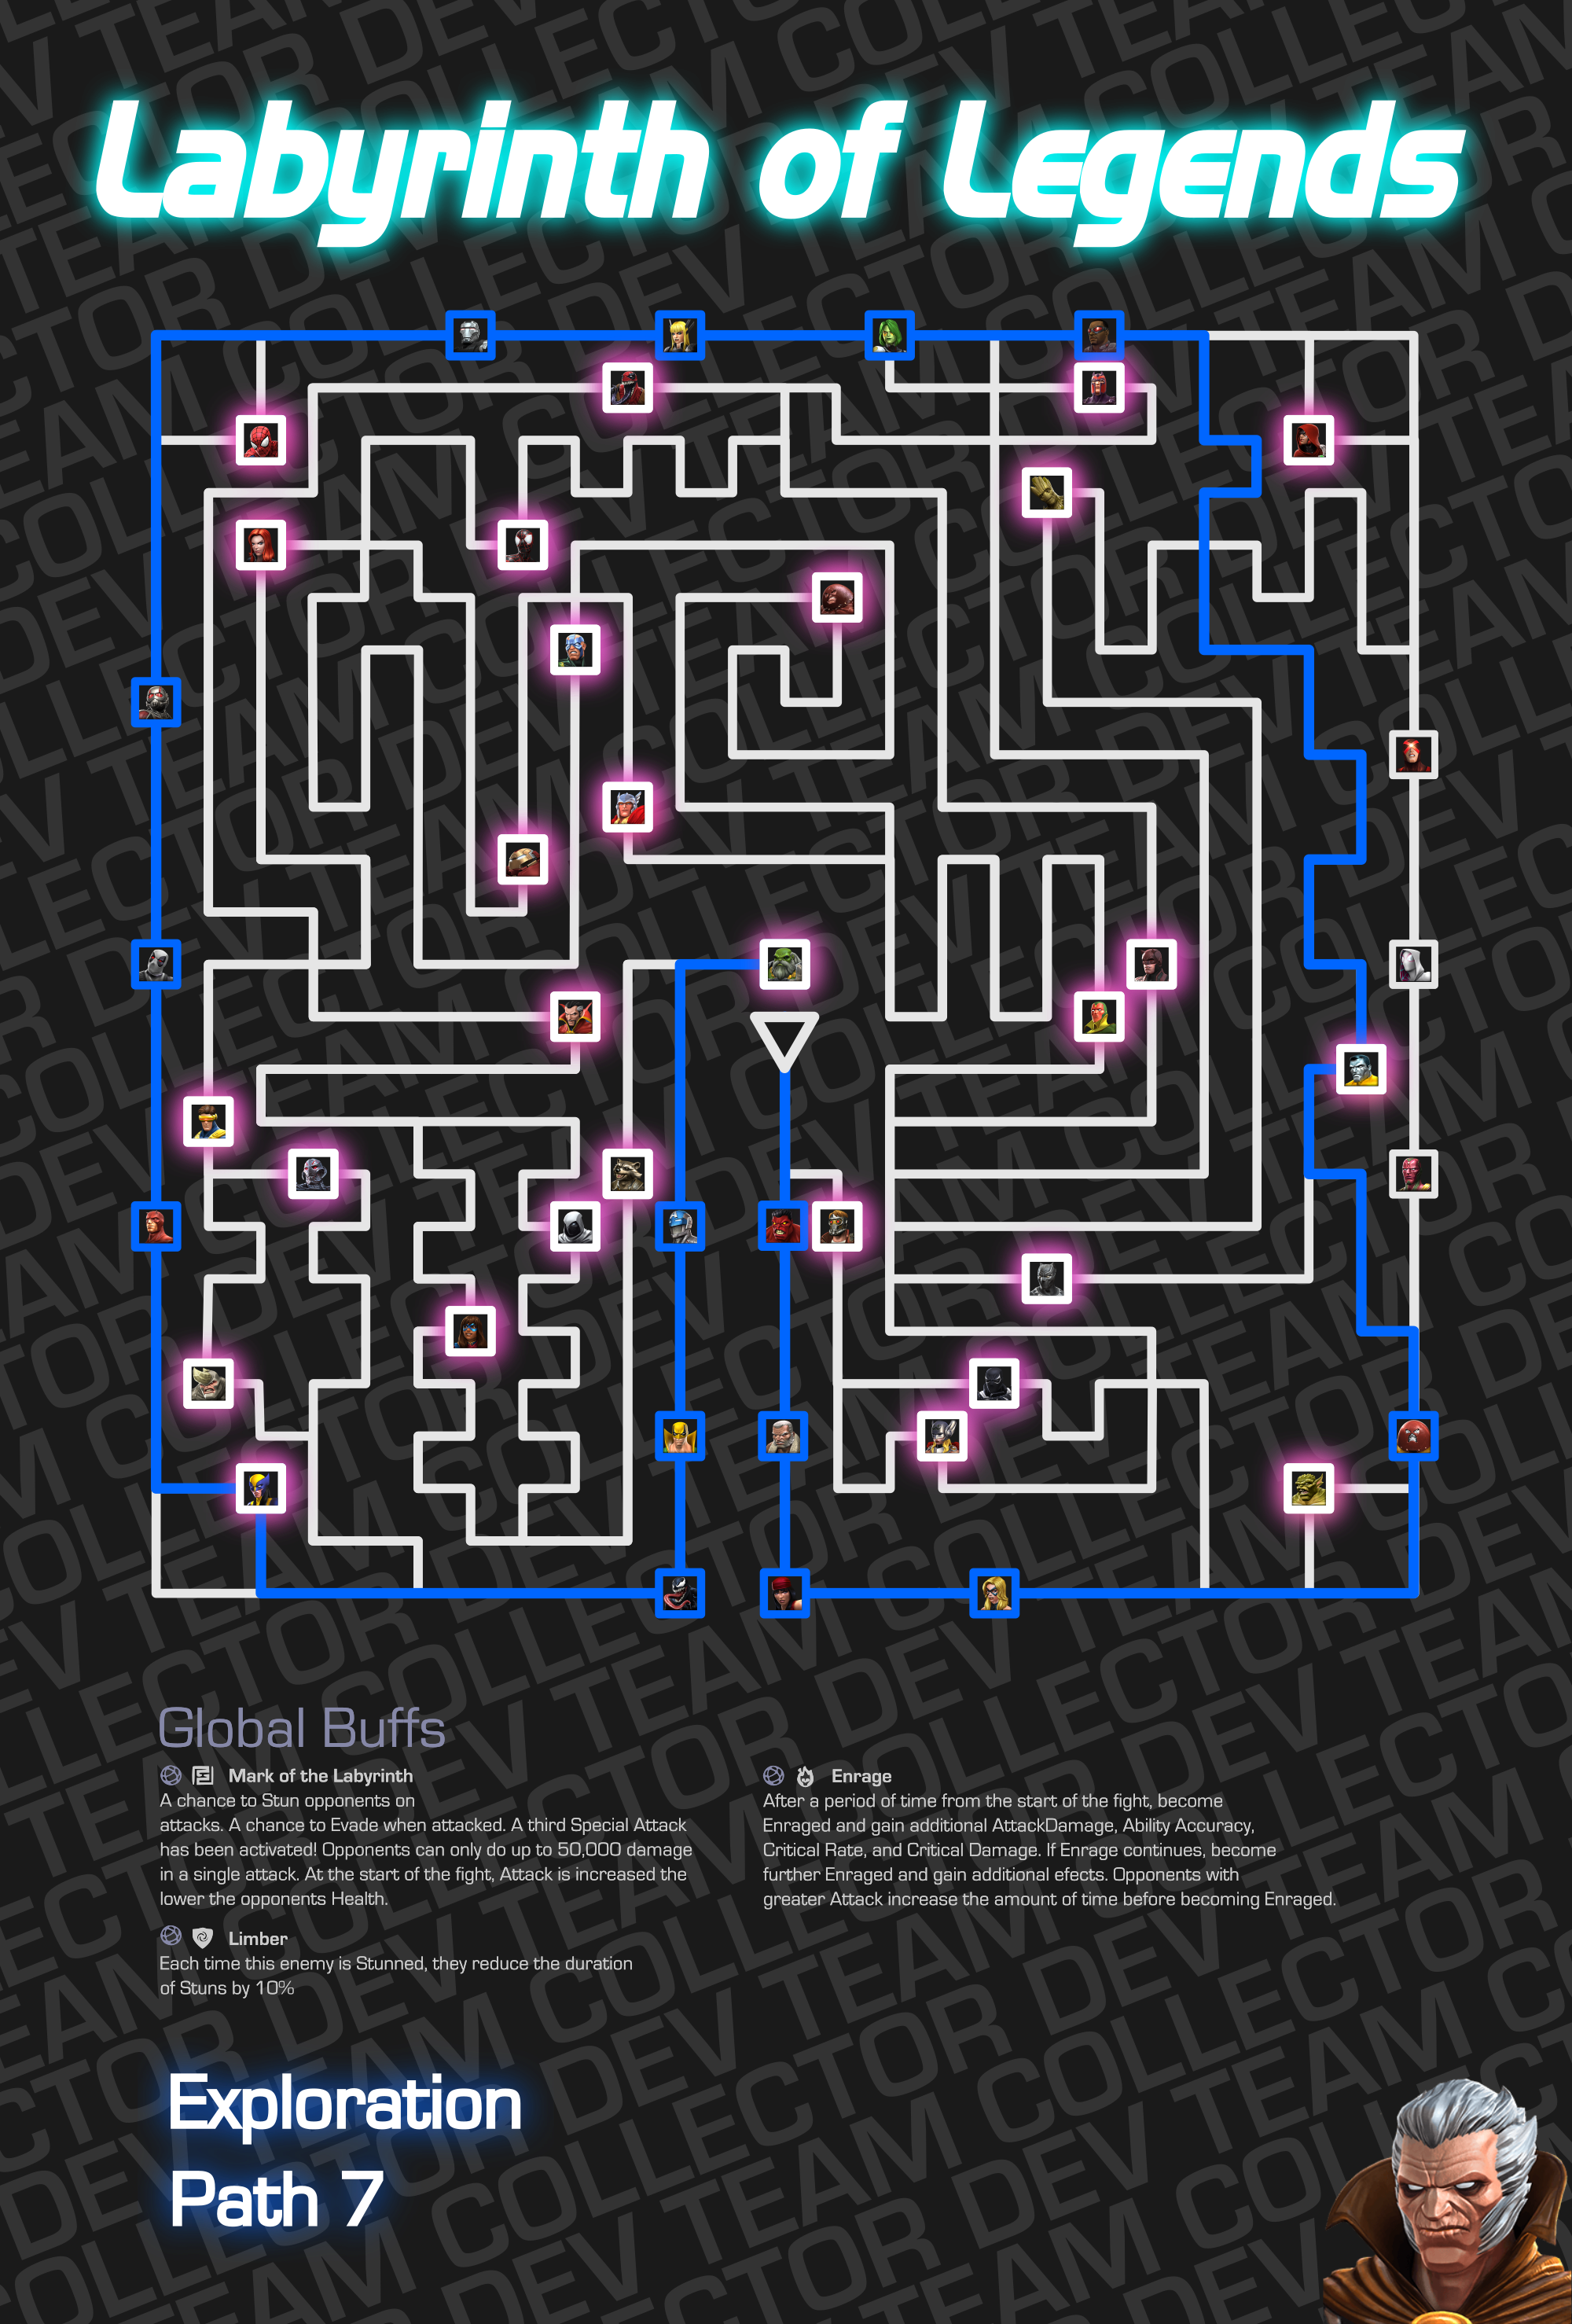 Labyrinth of Legends
Global Buffs
Mark of the Labyrinth
A chance to Stun opponents on
attacks. A chance to Evade when attacked. A third Special Attack
has been activated! Opponents can only do up to 50,000 damage
in a single attack. At the start of the fight, Attack is increased the
lower the opponents Health.
Limber
Each time this enemy is Stunned, they reduce the duration
of Stuns by 10%
Enrage
After a period of time from the start of the fight, become
Enraged and gain additional AttackDamage, Ability Accuracy,
Critical Rate, and Critical Damage. If Enrage continues, become
further Enraged and gain additional efects. Opponents with
greater Attack increase the amount of time before becoming Enraged.
Exploration
Path 7
COLLECTOR DEV TEAM